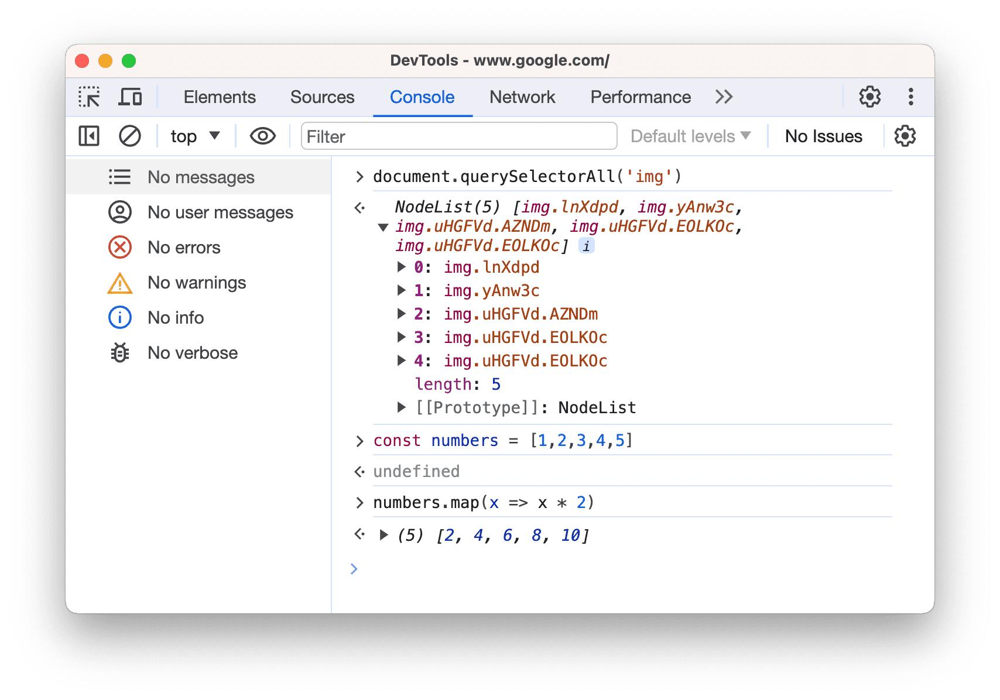 DevTools - www.google.com/
Elements Sources Console Network Performance
top Filter Default levels No Issues
No messages
No user messages
No errors
No warnings
No info
No verbose
document.querySelectorAll('img')
NodeList(5) [img.lnXdpd, img.yAnw3c,
img.uHGFVd.AZNDm, img.uHGFVd.EOLKOc,
img.uHGFVd.EOLKOc] i
0: img.lnXdpd
1: img.yAnw3c
2: img.uHGFVd.AZNDm
3: img.uHGFVd.EOLKOc
4: img.uHGFVd.EOLKOc
length: 5
[[Prototype]]: NodeList
const numbers = [1,2,3,4,5]
undefined
numbers.map(x => x * 2)
(5) [2, 4, 6, 8, 10]